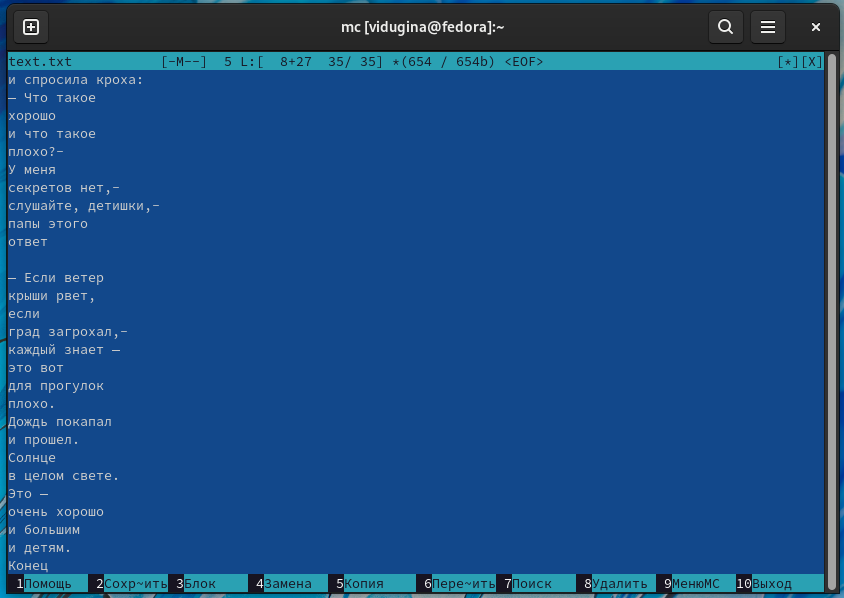 mc [vidugina@fedora]:~
text.txt [-M--] 5 L:[ 8+27 35/ 35] *(654 / 654b) <EOF> [*][X]
и спросила кроха:
— Что такое
хорошо
и что такое
плохо?-
У меня
секретов нет,-
слушайте, детишки,-
папы этого
ответ

— Если ветер
крыши рвет,
если
град загрохал,-
каждый знает —
это вот
для прогулок
плохо.
Дождь покапал
и прошел.
Солнце
в целом свете.
Это —
очень хорошо
и большим
и детям.
Конец
1Помощь 2Сохр~ить 3Блок 4Замена 5Копия 6Пере~ить 7Поиск 8Удалить 9МенюMC 10Выход